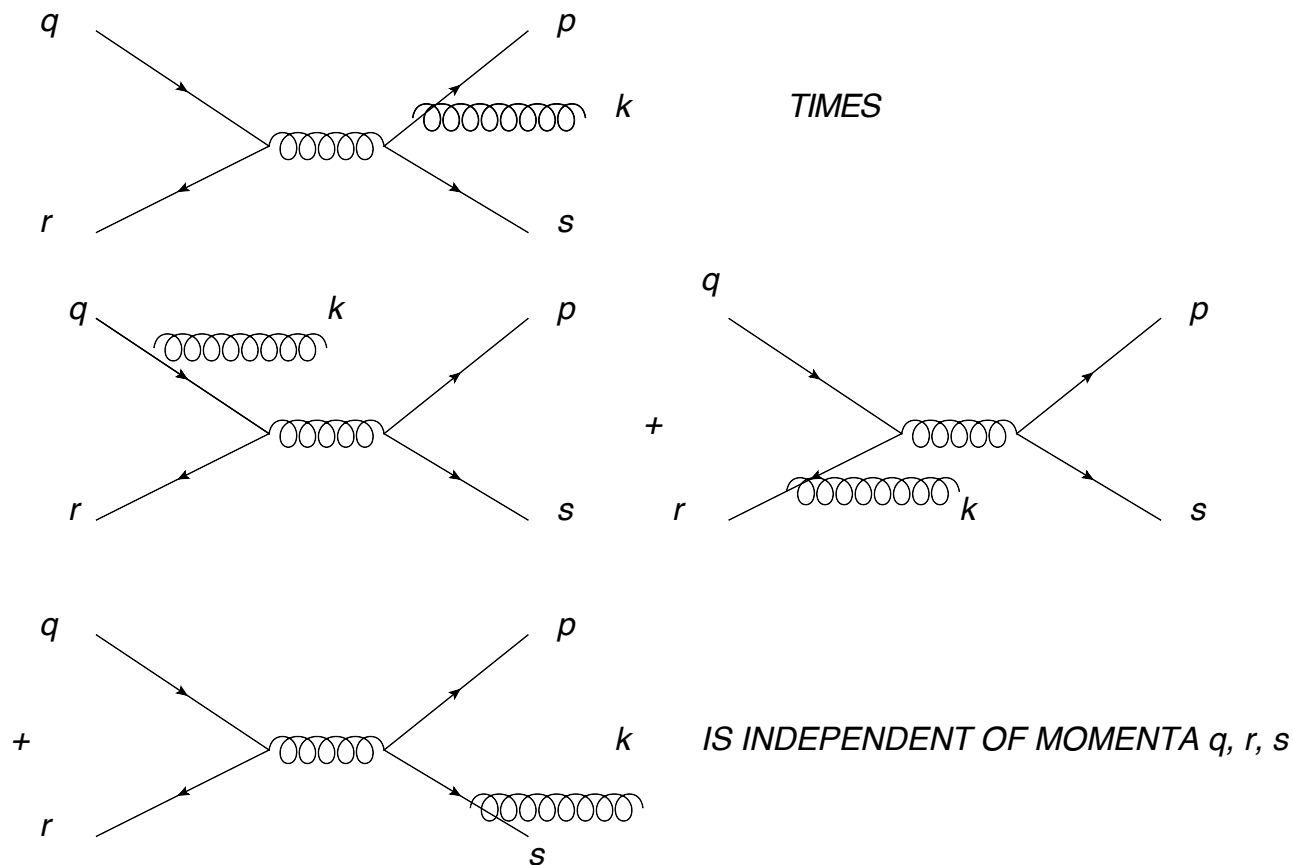 q p
k TIMES
r s
q k p
q p
+
r s
r k s
q p
+ k IS INDEPENDENT OF MOMENTA q, r, s
r
s